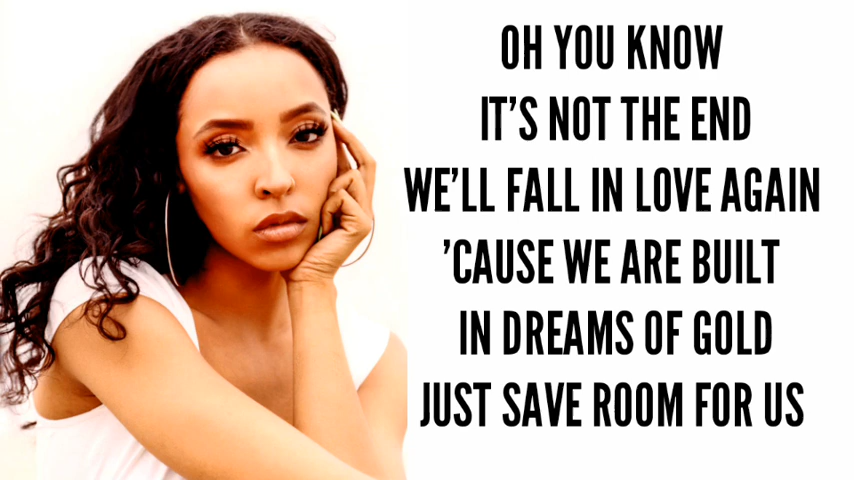 OH YOU KNOW
IT'S NOT THE END
WE'LL FALL IN LOVE AGAIN
'CAUSE WE ARE BUILT
IN DREAMS OF GOLD
JUST SAVE ROOM FOR US